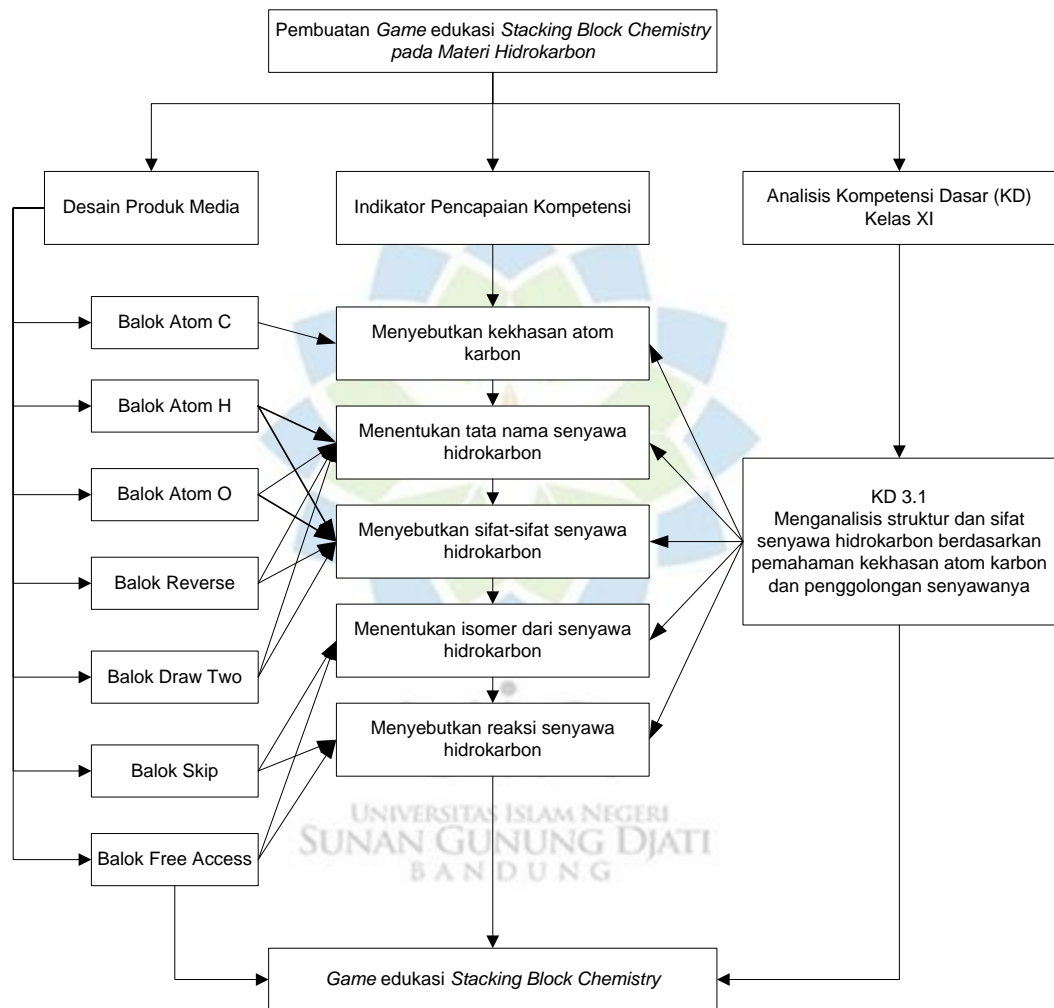 Pembuatan Game edukasi Stacking Block Chemistry
pada Materi Hidrokarbon
Desain Produk Media
Indikator Pencapaian Kompetensi
Analisis Kompetensi Dasar (KD)
Kelas XI
Balok Atom C
Balok Atom H
Balok Atom O
Balok Reverse
Balok Draw Two
Balok Skip
Balok Free Access
Menyebutkan kekhasan atom
karbon
Menentukan tata nama senyawa
hidrokarbon
Menyebutkan sifat-sifat senyawa
hidrokarbon
Menentukan isomer dari senyawa
hidrokarbon
Menyebutkan reaksi senyawa
hidrokarbon
KD 3.1
Menganalisis struktur dan sifat
senyawa hidrokarbon berdasarkan
pemahaman kekhasan atom karbon
dan penggolongan senyawanya
UNIVERSITAS ISLAM NEGERI
SUNAN GUNUNG DJATI
BANDUNG
Game edukasi Stacking Block Chemistry